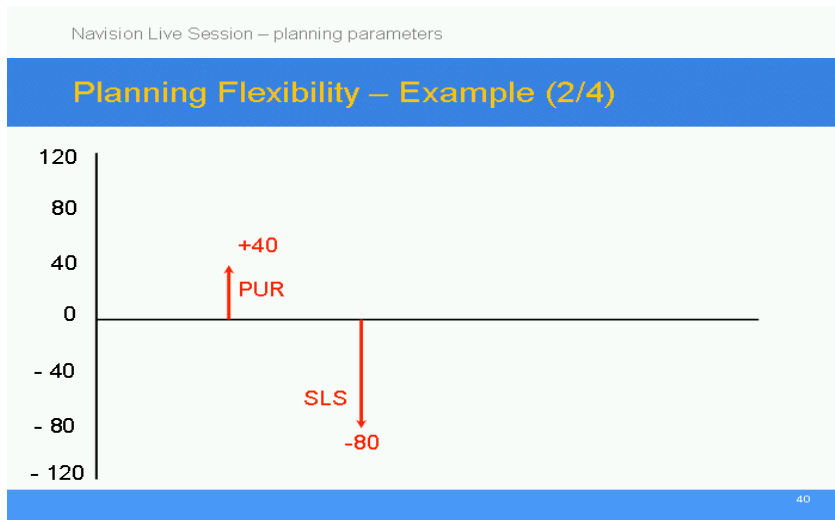 Navision Live Session – planning parameters
Planning Flexibility – Example (2/4)
120
80
+40
40
PUR
0
- 40
SLS
- 80
-80
- 120
40